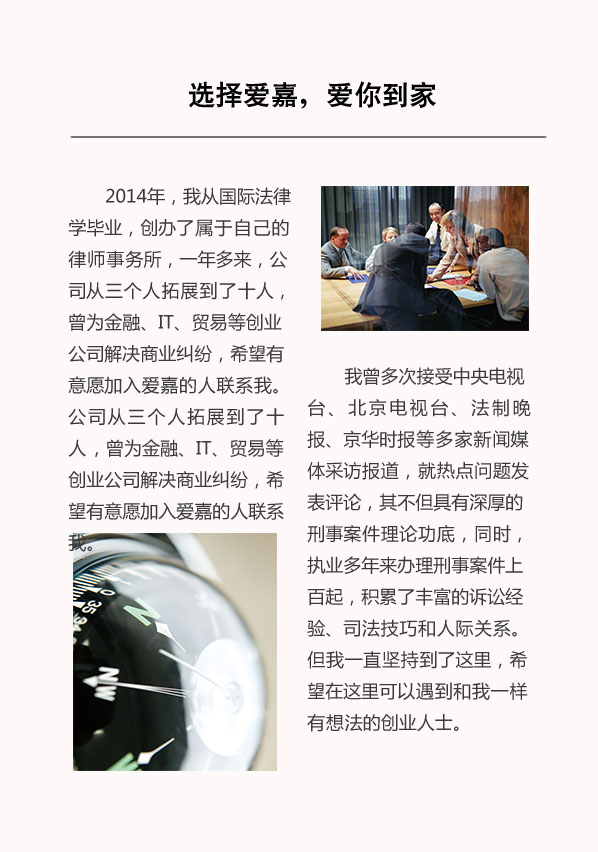 选择爱嘉，爱你到家
2014年，我从国际法律
学毕业，创办了属于自己的
律师事务所，一年多来，公
司从三个人拓展到了十人，
曾为金融、IT、贸易等创业
公司解决商业纠纷，希望有
意愿加入爱嘉的人联系我。
公司从三个人拓展到了十
人，曾为金融、IT、贸易等
创业公司解决商业纠纷，希
望有意愿加入爱嘉的人联系
我。
0
35
34
N
NW
W
我曾多次接受中央电视
台、北京电视台、法制晚
报、京华时报等多家新闻媒
体采访报道，就热点问题发
表评论，其不但具有深厚的
刑事案件理论功底，同时，
执业多年来办理刑事案件上
百起，积累了丰富的诉讼经
验、司法技巧和人际关系。
但我一直坚持到了这里，希
望在这里可以遇到和我一样
有想法的创业人士。